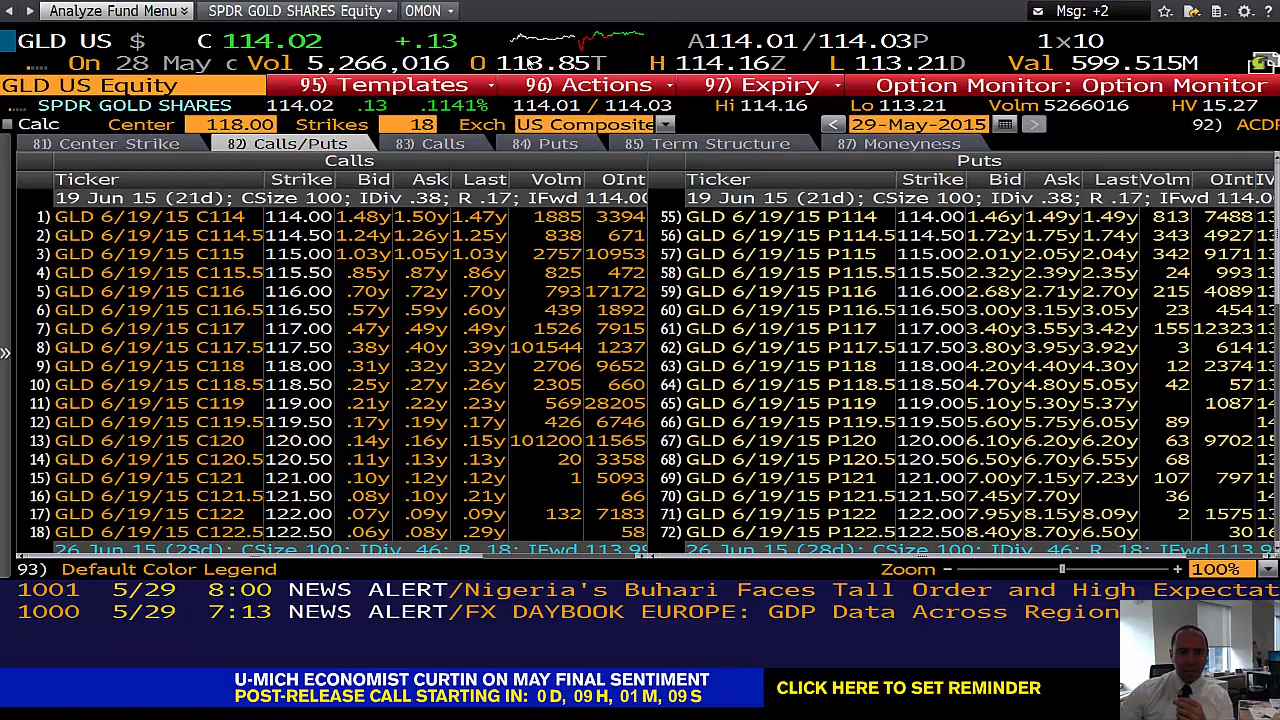 Analyze Fund Menu SPDR GOLD SHARES Equity OMON Msg: +2 ?
GLD US $ C 114.02 +.13 A114.01/114.03P 1x10
On 28 May c Vol 5,266,016 O 113.85T H 114.16Z L 113.21D Val 599.515M
GLD US Equity 95) Templates 96) Actions 97) Expiry Option Monitor: Option Monitor
SPDR GOLD SHARES 114.02 .13 .1141% 114.01 / 114.03 Hi 114.16 Lo 113.21 Volm 5266016 HV 15.27
Calc Center 118.00 Strikes 18 Exch US Composite < 29-May-2015 > 92)
81) Center Strike 82) Calls/Puts 83) Calls 84) Puts 85) Term Structure 87) Moneyness
Calls Puts
Ticker Strike Bid Ask Last Volm OInt Ticker Strike Bid Ask Last Volm OInt
19 Jun 15 (21d); CSize 100; IDiv .38; R .17; IFwd 114.0 19 Jun 15 (21d); CSize 100; IDiv .38; R .17; IFwd 114.00
1) GLD 6/19/15 C114 114.00 1.48y 1.50y 1.47y 1885 3394 55) GLD 6/19/15 P114 114.00 1.46y 1.49y 1.49y 813 7488
2) GLD 6/19/15 C114.5 114.50 1.24y 1.26y 1.25y 838 671 56) GLD 6/19/15 P114.5 114.50 1.72y 1.75y 1.74y 343 4927
3) GLD 6/19/15 C115 115.00 1.03y 1.05y 1.03y 2757 10953 57) GLD 6/19/15 P115 115.00 2.01y 2.05y 2.04y 342 9171
4) GLD 6/19/15 C115.5 115.50 .85y .87y .86y 825 472 58) GLD 6/19/15 P115.5 115.50 2.32y 2.39y 2.35y 24 993
5) GLD 6/19/15 C116 116.00 .70y .72y .70y 793 17172 59) GLD 6/19/15 P116 116.00 2.68y 2.71y 2.70y 215 4089
6) GLD 6/19/15 C116.5 116.50 .57y .59y .60y 439 1892 60) GLD 6/19/15 P116.5 116.50 3.00y 3.15y 3.05y 23 454
7) GLD 6/19/15 C117 117.00 .47y .49y .49y 1526 7915 61) GLD 6/19/15 P117 117.00 3.40y 3.55y 3.42y 155 12323
8) GLD 6/19/15 C117.5 117.50 .38y .40y .39y 101544 1237 62) GLD 6/19/15 P117.5 117.50 3.80y 3.95y 3.92y 3 614
9) GLD 6/19/15 C118 118.00 .31y .32y .32y 2706 9652 63) GLD 6/19/15 P118 118.00 4.20y 4.40y 4.30y 12 2374
10) GLD 6/19/15 C118.5 118.50 .25y .27y .26y 2305 660 64) GLD 6/19/15 P118.5 118.50 4.70y 4.80y 5.05y 42 57
11) GLD 6/19/15 C119 119.00 .21y .22y .23y 569 28205 65) GLD 6/19/15 P119 119.00 5.10y 5.30y 5.37y 1087
12) GLD 6/19/15 C119.5 119.50 .17y .19y .17y 426 6746 66) GLD 6/19/15 P119.5 119.50 5.60y 5.75y 6.02y 89
13) GLD 6/19/15 C120 120.00 .14y .16y .15y 101200 11565 67) GLD 6/19/15 P120 120.00 6.10y 6.20y 6.10y 63 9702
14) GLD 6/19/15 C120.5 120.50 .11y .13y .13y 20 3358 68) GLD 6/19/15 P120.5 120.50 6.50y 6.70y 6.55y 68
15) GLD 6/19/15 C121 121.00 .10y .12y .12y 1 5093 69) GLD 6/19/15 P121 121.00 7.00y 7.15y 7.23y 107 797
16) GLD 6/19/15 C121.5 121.50 .08y .10y .21y 66 70) GLD 6/19/15 P121.5 121.50 7.45y 7.70y 36
17) GLD 6/19/15 C122 122.00 .07y .09y .09y 132 7183 71) GLD 6/19/15 P122 122.00 7.95y 8.15y 8.09y 2 1575
18) GLD 6/19/15 C122.5 122.50 .06y .08y .29y 58 72) GLD 6/19/15 P122.5 122.50 8.40y 8.70y 6.50y 30
26 Jun 15 (28d); CSize 100; IDiv .46; R .18; IFwd 113.99 26 Jun 15 (28d); CSize 100; IDiv .46; R .18; IFwd 113.9
93) Default Color Legend Zoom - + 100%
1001 5/29 8:00 NEWS ALERT/Nigeria's Buhari Faces Tall Order and High Expectat
1000 5/29 7:13 NEWS ALERT/FX DAYBOOK EUROPE: GDP Data Across Region
U-MICH ECONOMIST CURTIN ON MAY FINAL SENTIMENT
POST-RELEASE CALL STARTING IN: 0 D, 09 H, 01 M, 09 S
CLICK HERE TO SET REMINDER